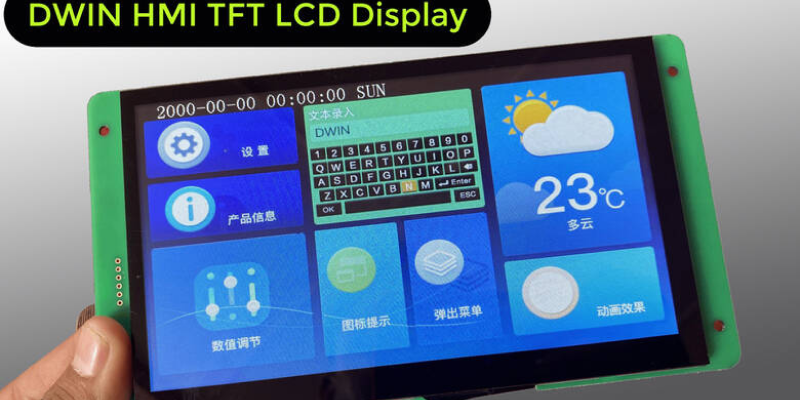 DWIN HMI TFT LCD Display
2000-00-00 00:00:00 SUN
设置
文本录入
DWIN
1 2 3 4 5 6 7 8 9 0
Q W E R T Y U I O P
A S D F G H J K L
Z X C V B N M Enter
OK ESC
产品信息
23℃
多云
数值调节
图标提示
弹出菜单
动画效果